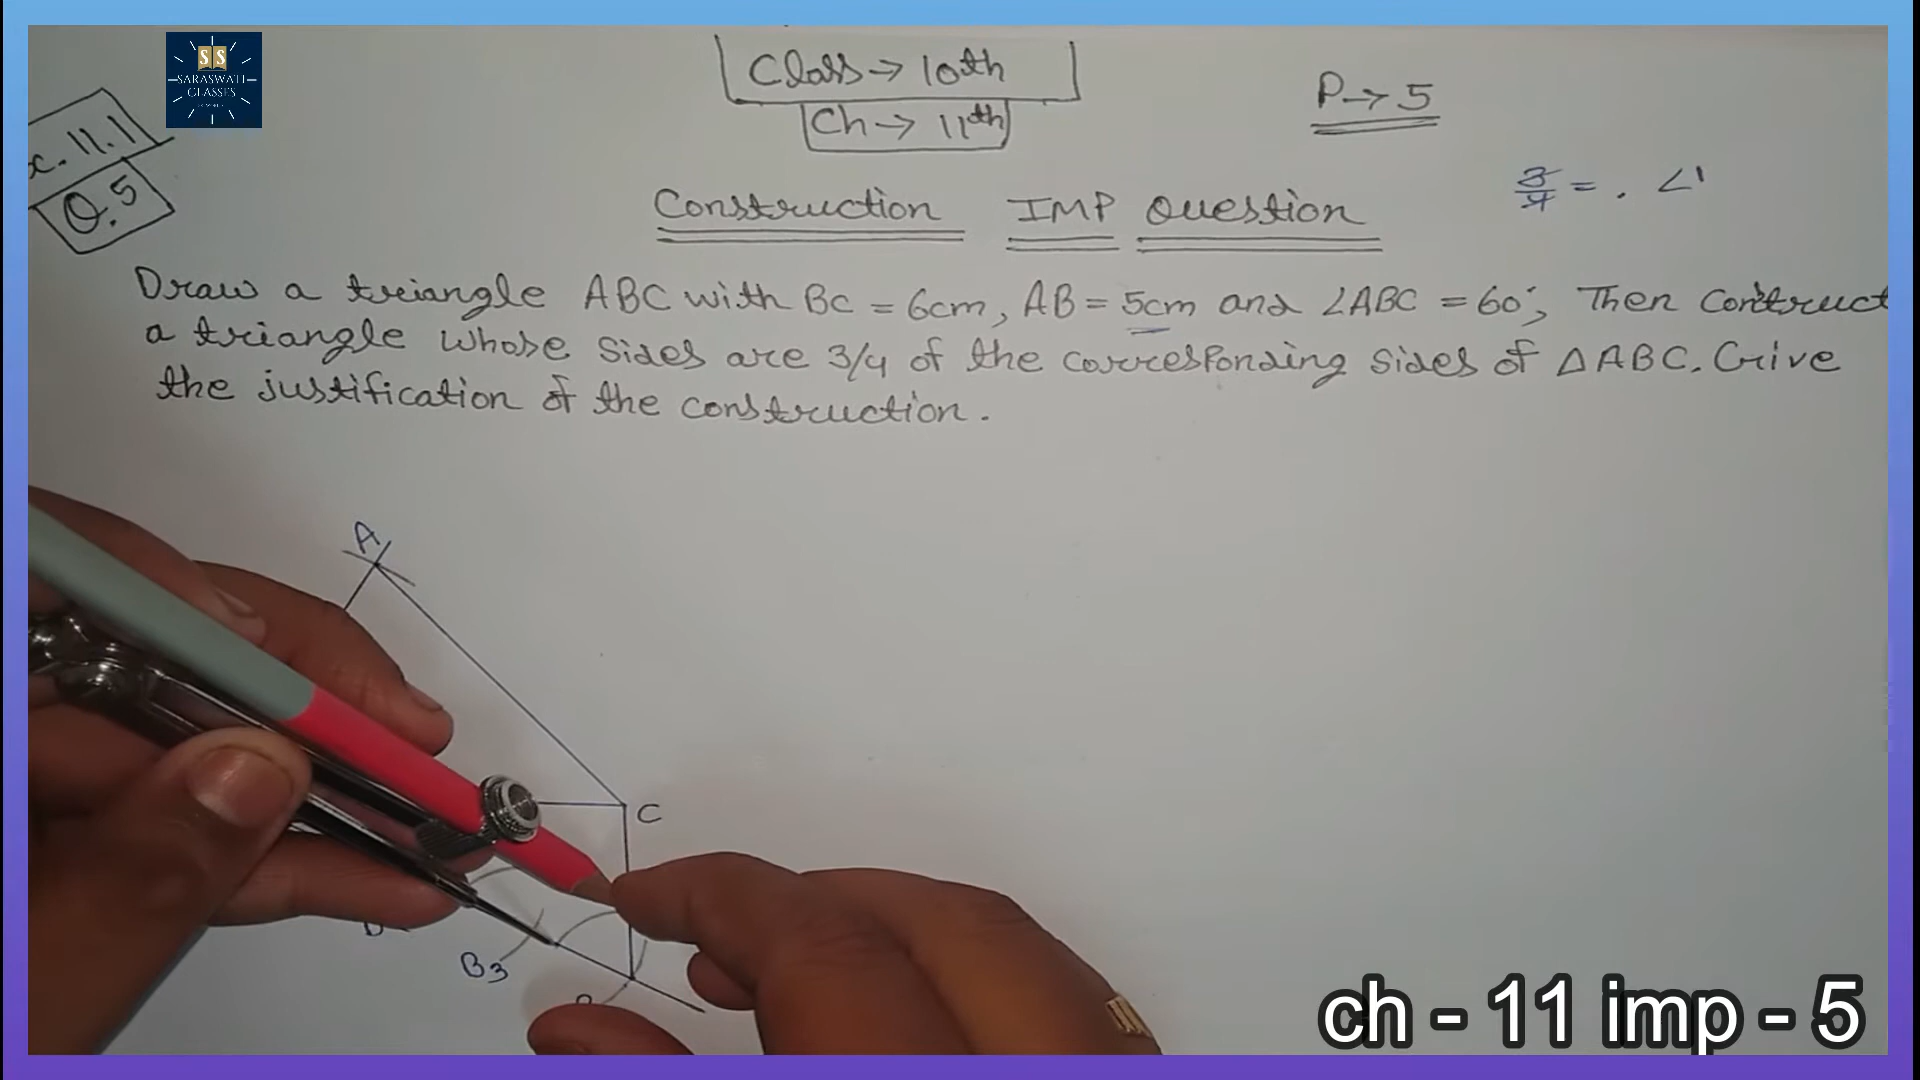 SS
SARASWATI
CLASSES
Class → 10th
Ch → 11th
P → 5
x. 11.1
Q.5
3/4 = . <1
Construction IMP Question
Draw a triangle ABC with BC = 6cm, AB = 5cm and ∠ABC = 60°, Then Construct
a triangle whose sides are 3/4 of the corresponding sides of △ABC. Give
the justification of the construction.
A
C
B3
ch - 11 imp - 5